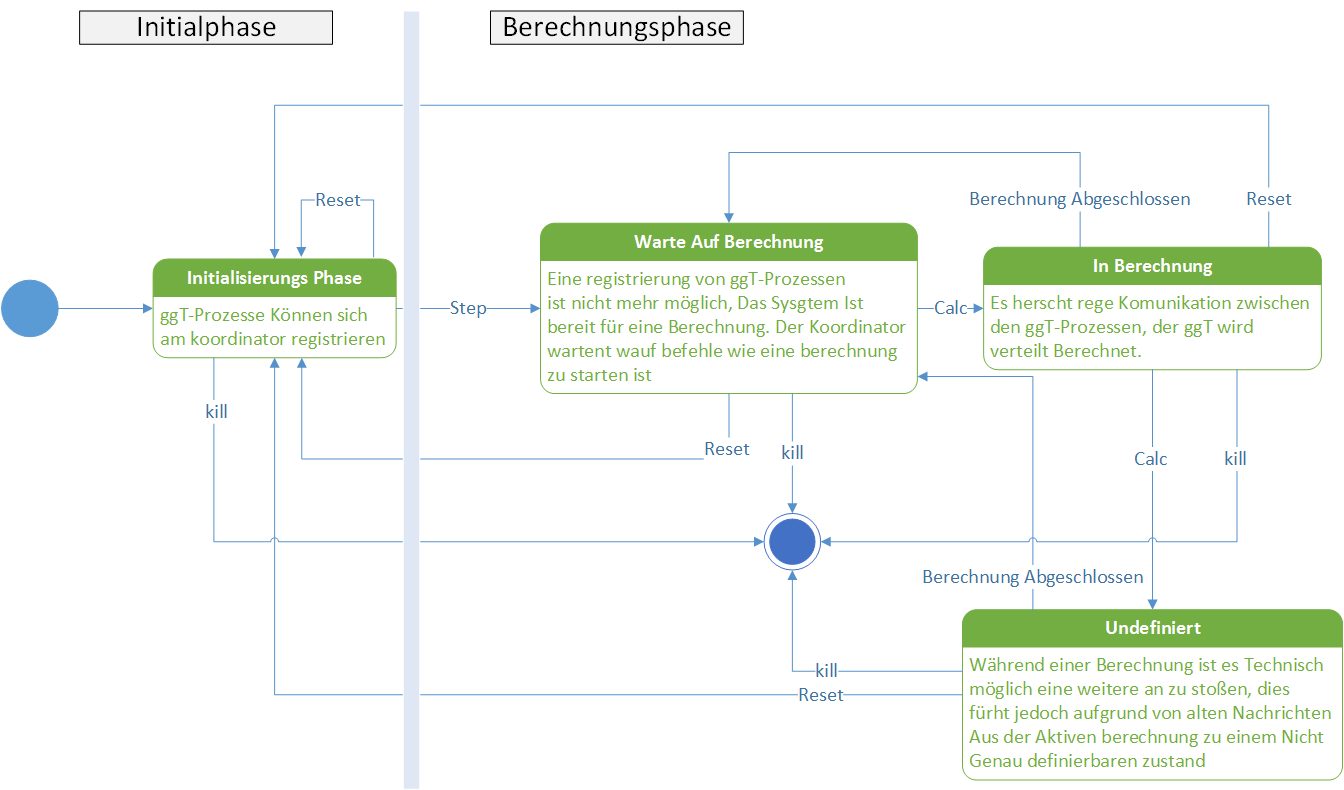 Initialphase
Berechnungsphase
Reset
Berechnung Abgeschlossen
Reset
Initialisierungs Phase
ggT-Prozesse Können sich
am koordinator registrieren
Step
Warte Auf Berechnung
Eine registrierung von ggT-Prozessen
ist nicht mehr möglich, Das Sysgtem Ist
bereit für eine Berechnung. Der Koordinator
wartent wauf befehle wie eine berechnung
zu starten ist
Calc
In Berechnung
Es herscht rege Komunikation zwischen
den ggT-Prozessen, der ggT wird
verteilt Berechnet.
kill
Reset
kill
Calc
kill
Berechnung Abgeschlossen
Undefiniert
Während einer Berechnung ist es Technisch
möglich eine weitere an zu stoßen, dies
fürht jedoch aufgrund von alten Nachrichten
Aus der Aktiven berechnung zu einem Nicht
Genau definierbaren zustand
kill
Reset